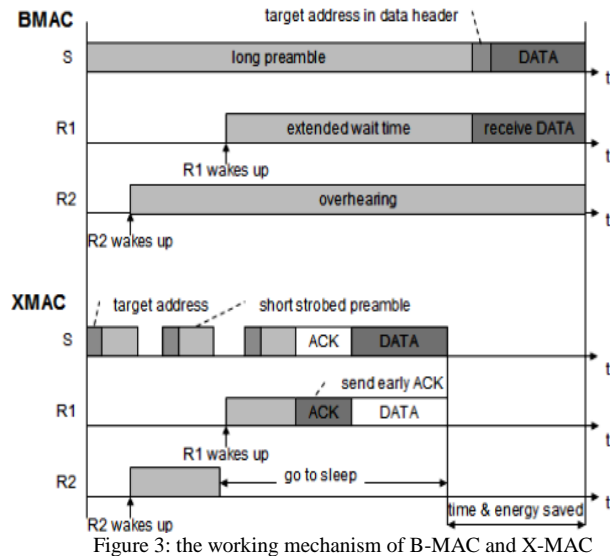 BMAC
target address in data header
S
long preamble
DATA
t
R1
extended wait time
receive DATA
t
R1 wakes up
R2
overhearing
t
R2 wakes up
XMAC
target address
short strobed preamble
S
ACK
DATA
t
send early ACK
R1
ACK
DATA
t
R1 wakes up
R2
go to sleep
t
R2 wakes up
time & energy saved
Figure 3: the working mechanism of B-MAC and X-MAC